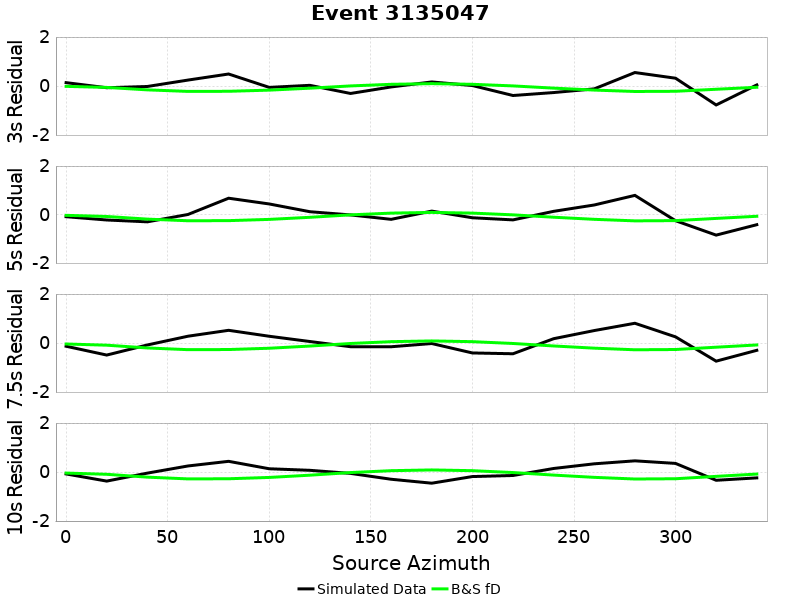 Event 3135047
3s Residual
2
0
-2
5s Residual
2
0
-2
7.5s Residual
2
0
-2
10s Residual
2
0
-2
0 50 100 150 200 250 300
Source Azimuth
Simulated Data B&S fD